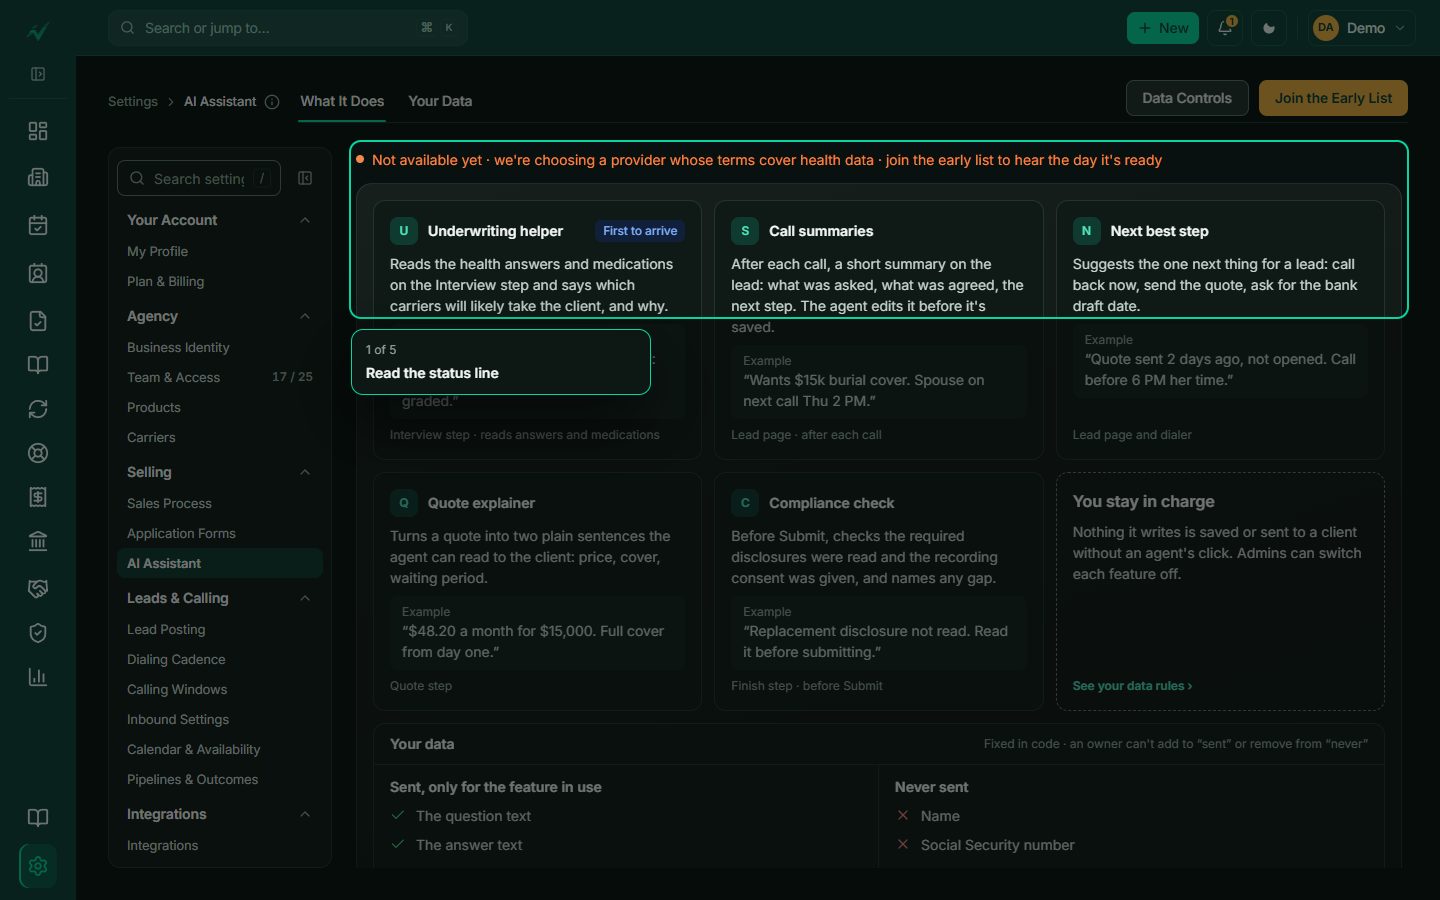 Search or jump to...
⌘ K
New
1
DA
Demo
Settings
AI Assistant
What It Does
Your Data
Data Controls
Join the Early List
Search setting
/
Your Account
My Profile
Plan & Billing
Agency
Business Identity
Team & Access 17 / 25
Products
Carriers
Selling
Sales Process
Application Forms
AI Assistant
Leads & Calling
Lead Posting
Dialing Cadence
Calling Windows
Inbound Settings
Calendar & Availability
Pipelines & Outcomes
Integrations
Integrations
Not available yet · we're choosing a provider whose terms cover health data · join the early list to hear the day it's ready
U
Underwriting helper
First to arrive
Reads the health answers and medications
on the Interview step and says which
carriers will likely take the client, and why.
1 of 5
Read the status line
graded.”
Interview step · reads answers and medications
S
Call summaries
After each call, a short summary on the
lead: what was asked, what was agreed, the
next step. The agent edits it before it's
saved.
Example
“Wants $15k burial cover. Spouse on
next call Thu 2 PM.”
Lead page · after each call
N
Next best step
Suggests the one next thing for a lead: call
back now, send the quote, ask for the bank
draft date.
Example
“Quote sent 2 days ago, not opened. Call
before 6 PM her time.”
Lead page and dialer
Q
Quote explainer
Turns a quote into two plain sentences the
agent can read to the client: price, cover,
waiting period.
Example
“$48.20 a month for $15,000. Full cover
from day one.”
Quote step
C
Compliance check
Before Submit, checks the required
disclosures were read and the recording
consent was given, and names any gap.
Example
“Replacement disclosure not read. Read
it before submitting.”
Finish step · before Submit
You stay in charge
Nothing it writes is saved or sent to a client
without an agent's click. Admins can switch
each feature off.
See your data rules ›
Your data
Fixed in code · an owner can't add to “sent” or remove from “never”
Sent, only for the feature in use
The question text
The answer text
Never sent
Name
Social Security number